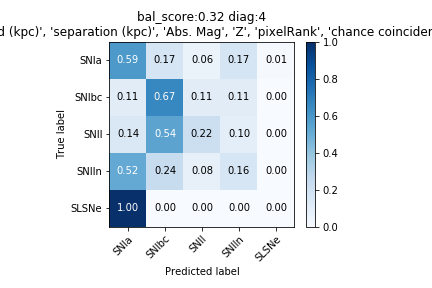 bal_score:0.32 diag:4
d (kpc)', 'separation (kpc)', 'Abs. Mag', 'Z', 'pixelRank', 'chance coinciden
True label
SNIa 0.59 0.17 0.06 0.17 0.01
SNIbc 0.11 0.67 0.11 0.11 0.00
SNII 0.14 0.54 0.22 0.10 0.00
SNIIn 0.52 0.24 0.08 0.16 0.00
SLSNe 1.00 0.00 0.00 0.00 0.00
SNIa SNIbc SNII SNIIn SLSNe
Predicted label
1.0
0.8
0.6
0.4
0.2
0.0